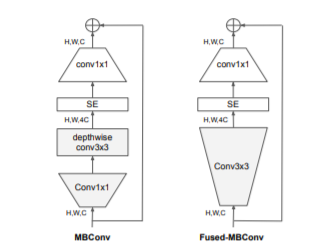 H,W,C
conv1x1
SE
H,W,4C
depthwise
conv3x3
Conv1x1
H,W,C
MBConv
H,W,C
conv1x1
SE
H,W,4C
Conv3x3
H,W,C
Fused-MBConv